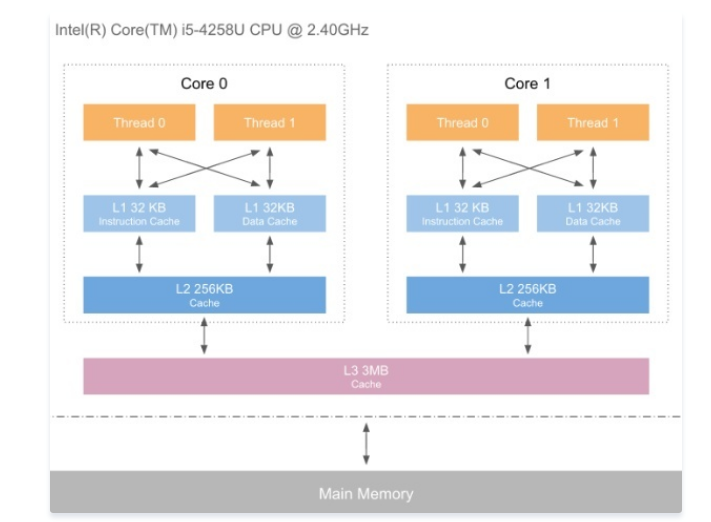 Intel(R) Core(TM) i5-4258U CPU @ 2.40GHz
Core 0
Core 1
Thread 0
Thread 1
Thread 0
Thread 1
L1 32 KB
Instruction Cache
L1 32KB
Data Cache
L1 32 KB
Instruction Cache
L1 32KB
Data Cache
L2 256KB
Cache
L2 256KB
Cache
L3 3MB
Cache
Main Memory